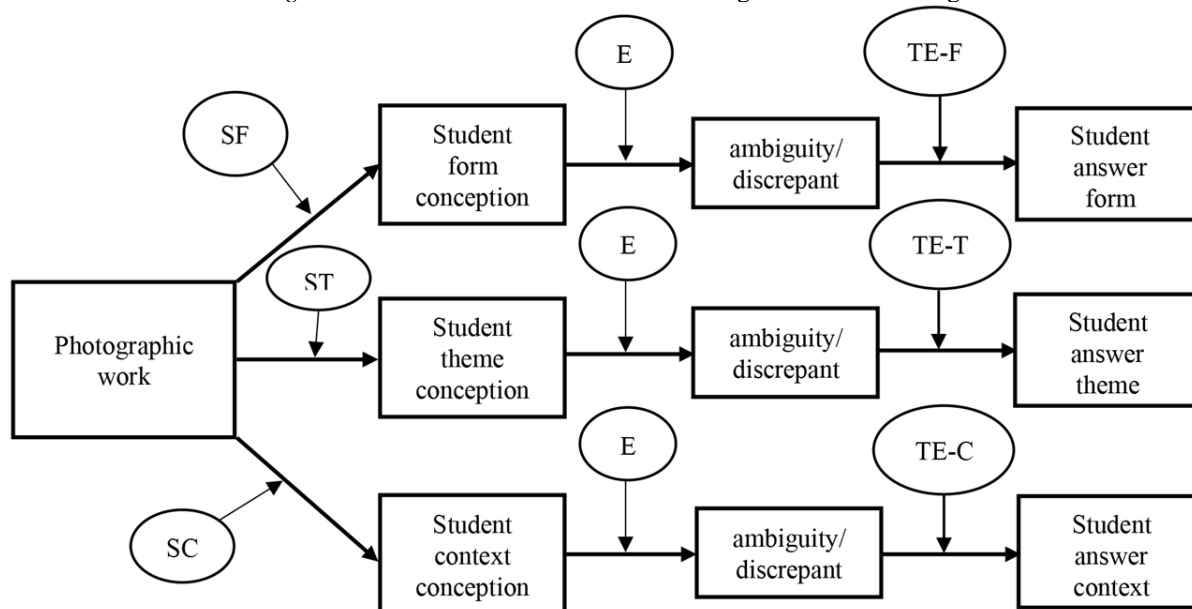 E
TE-F
SF
Student
form
conception
ambiguity/
discrepant
Student
answer
form
E
TE-T
ST
Photographic
work
Student
theme
conception
ambiguity/
discrepant
Student
answer
theme
E
TE-C
SC
Student
context
conception
ambiguity/
discrepant
Student
answer
context